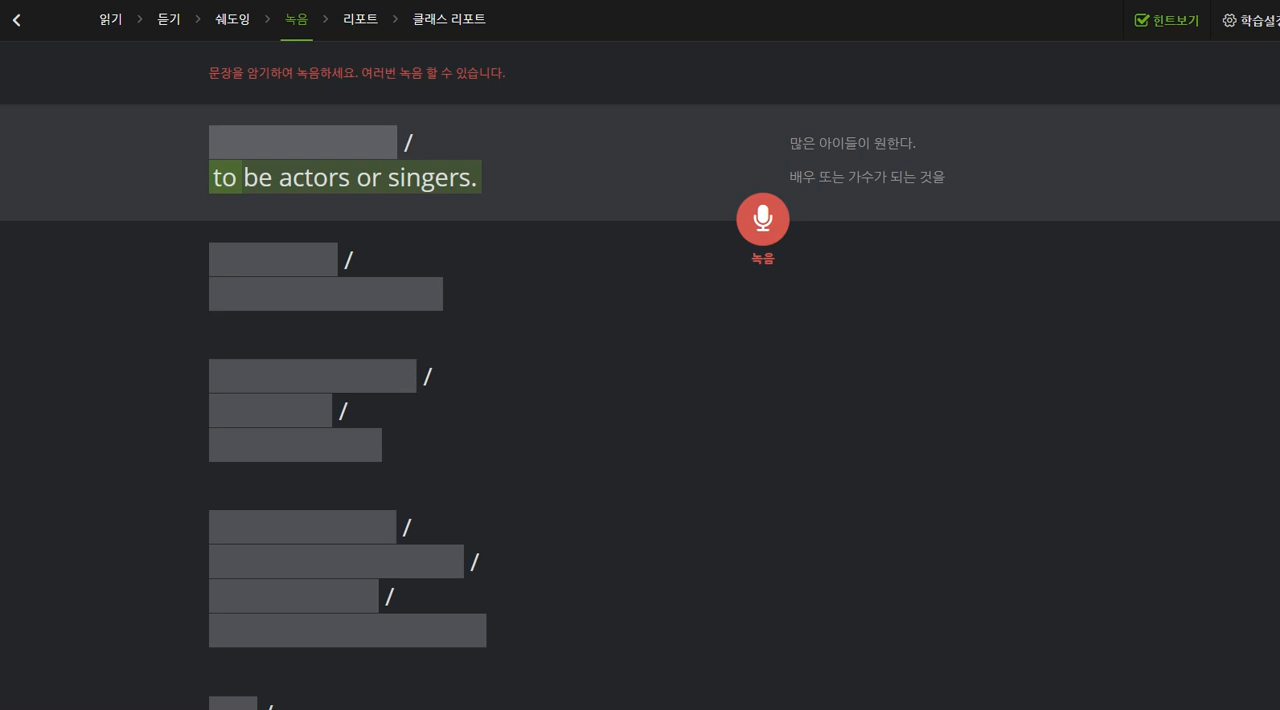 읽기 > 듣기 > 쉐도잉 > 녹음 > 리포트 > 클래스 리포트
힌트보기
학습설정
문장을 암기하여 녹음하세요. 여러번 녹음 할 수 있습니다.
/
많은 아이들이 원한다.
to be actors or singers.
배우 또는 가수가 되는 것을
녹음
/
/
/
/
/
/
/